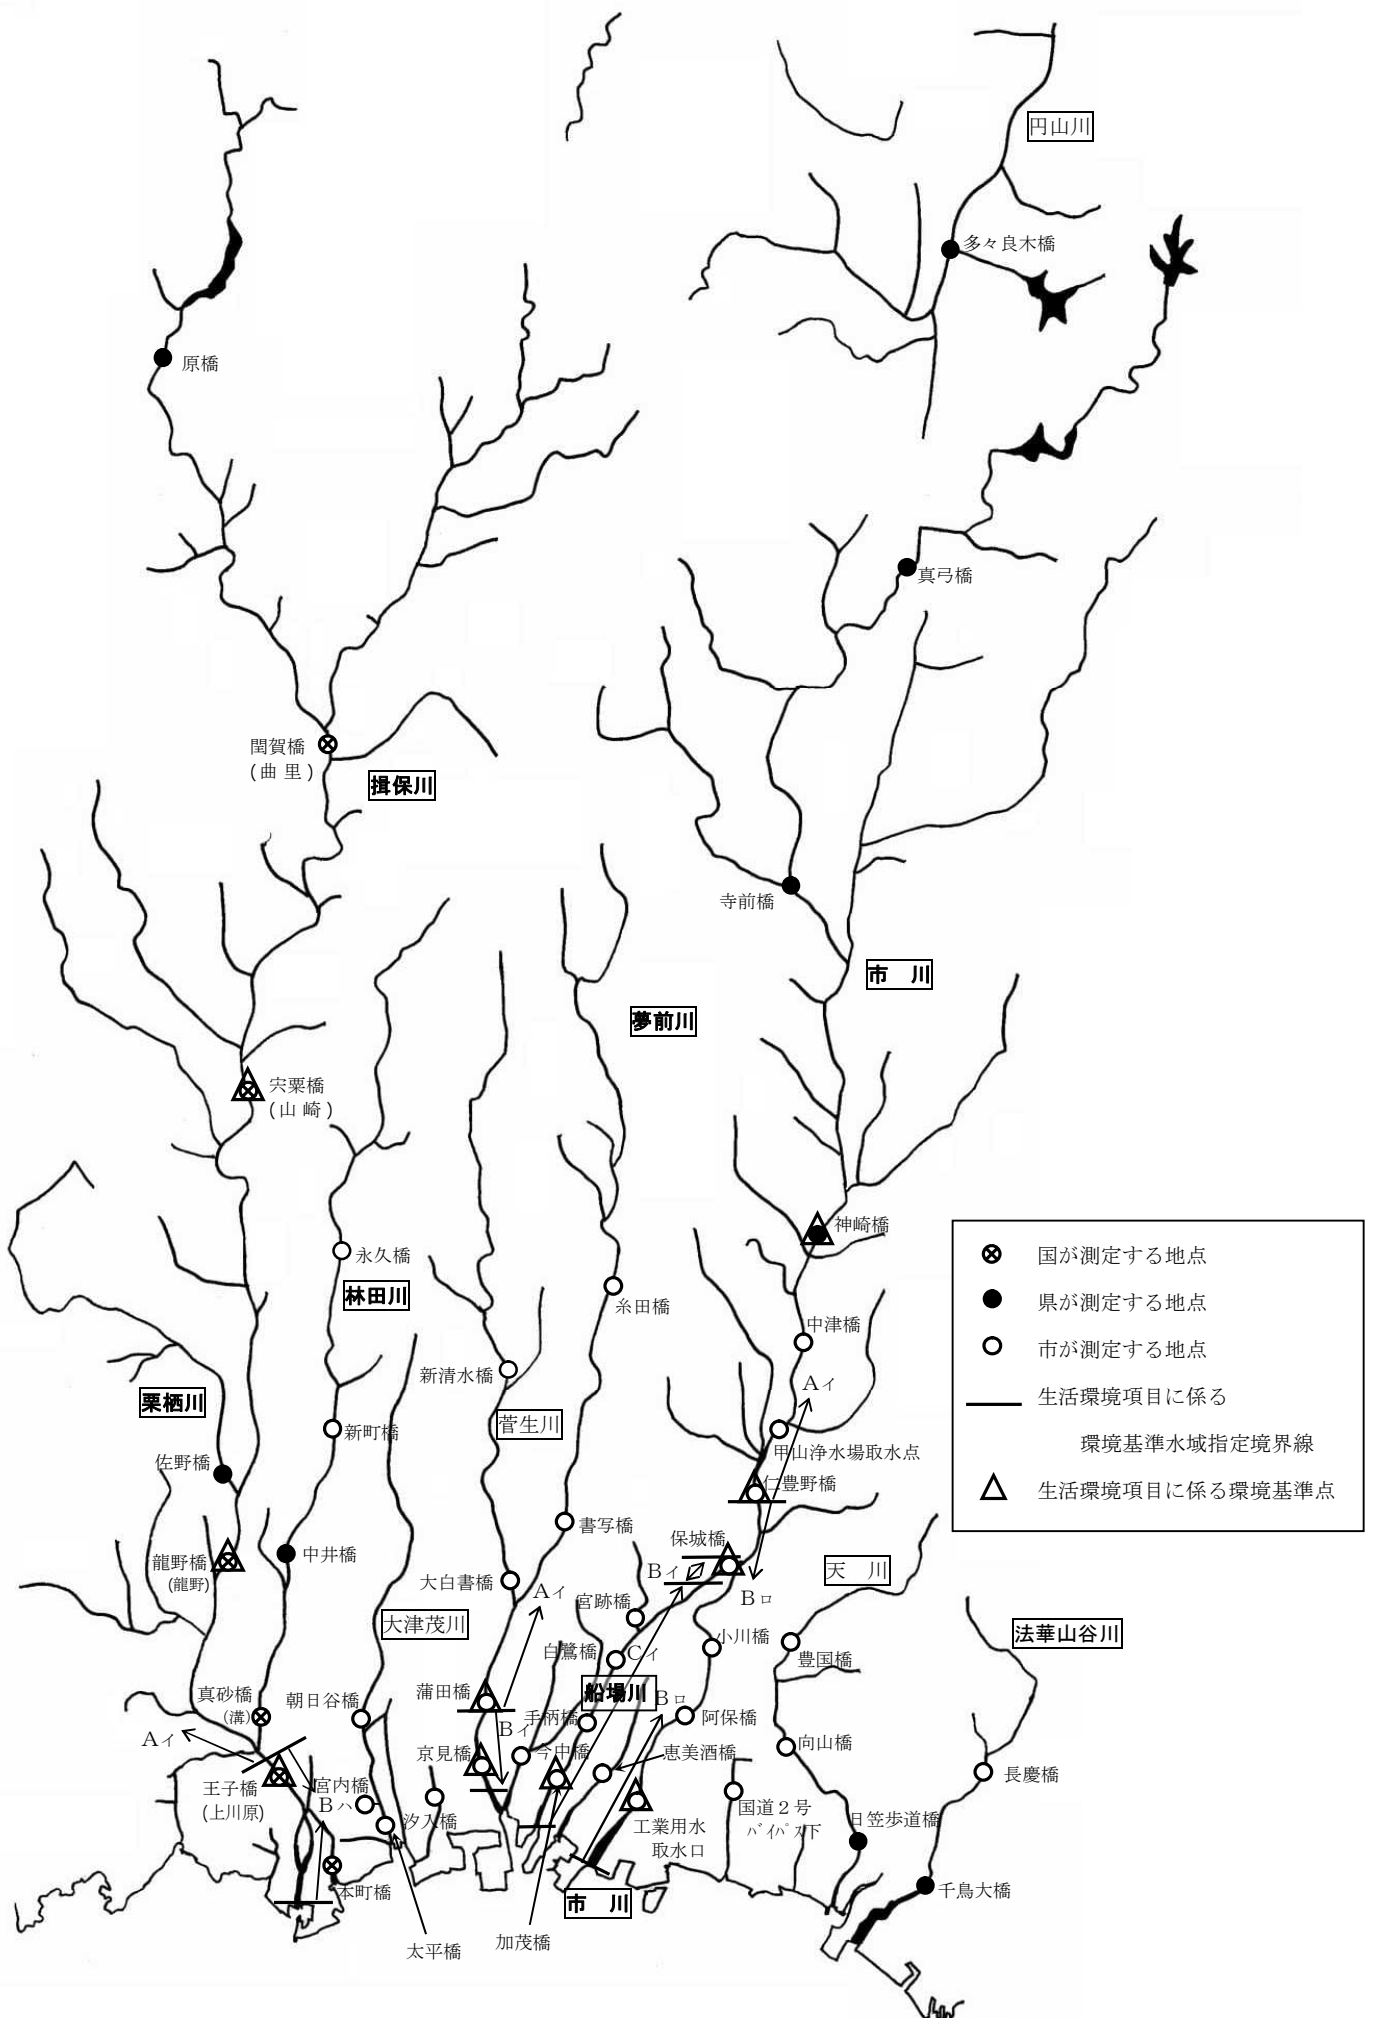 円山川
多々良木橋
原橋
真弓橋
閏賀橋
(曲里)
揖保川
寺前橋
市 川
夢前川
宍粟橋
(山崎)
神崎橋
永久橋
林田川
糸田橋
中津橋
新清水橋
Aイ
栗栖川
菅生川
新町橋
甲山浄水場取水点
佐野橋
仁豊野橋
書写橋
保城橋
中井橋
龍野橋
(龍野)
Bイ
天 川
大白書橋
Aイ
Bロ
宮跡橋
大津茂川
小川橋
法華山谷川
白鷺橋
Cイ
豊国橋
蒲田橋
船場川
Bロ
真砂橋
(溝)
朝日谷橋
手柄橋
阿保橋
Aイ
Bイ
向山橋
京見橋
今中橋
恵美酒橋
長慶橋
王子橋
(上川原)
宮内橋
Bハ
国道2号
バイパス下
汐入橋
日笠歩道橋
工業用水
取水口
本町橋
千鳥大橋
市 川
加茂橋
太平橋
国が測定する地点
県が測定する地点
市が測定する地点
生活環境項目に係る
環境基準水域指定境界線
生活環境項目に係る環境基準点